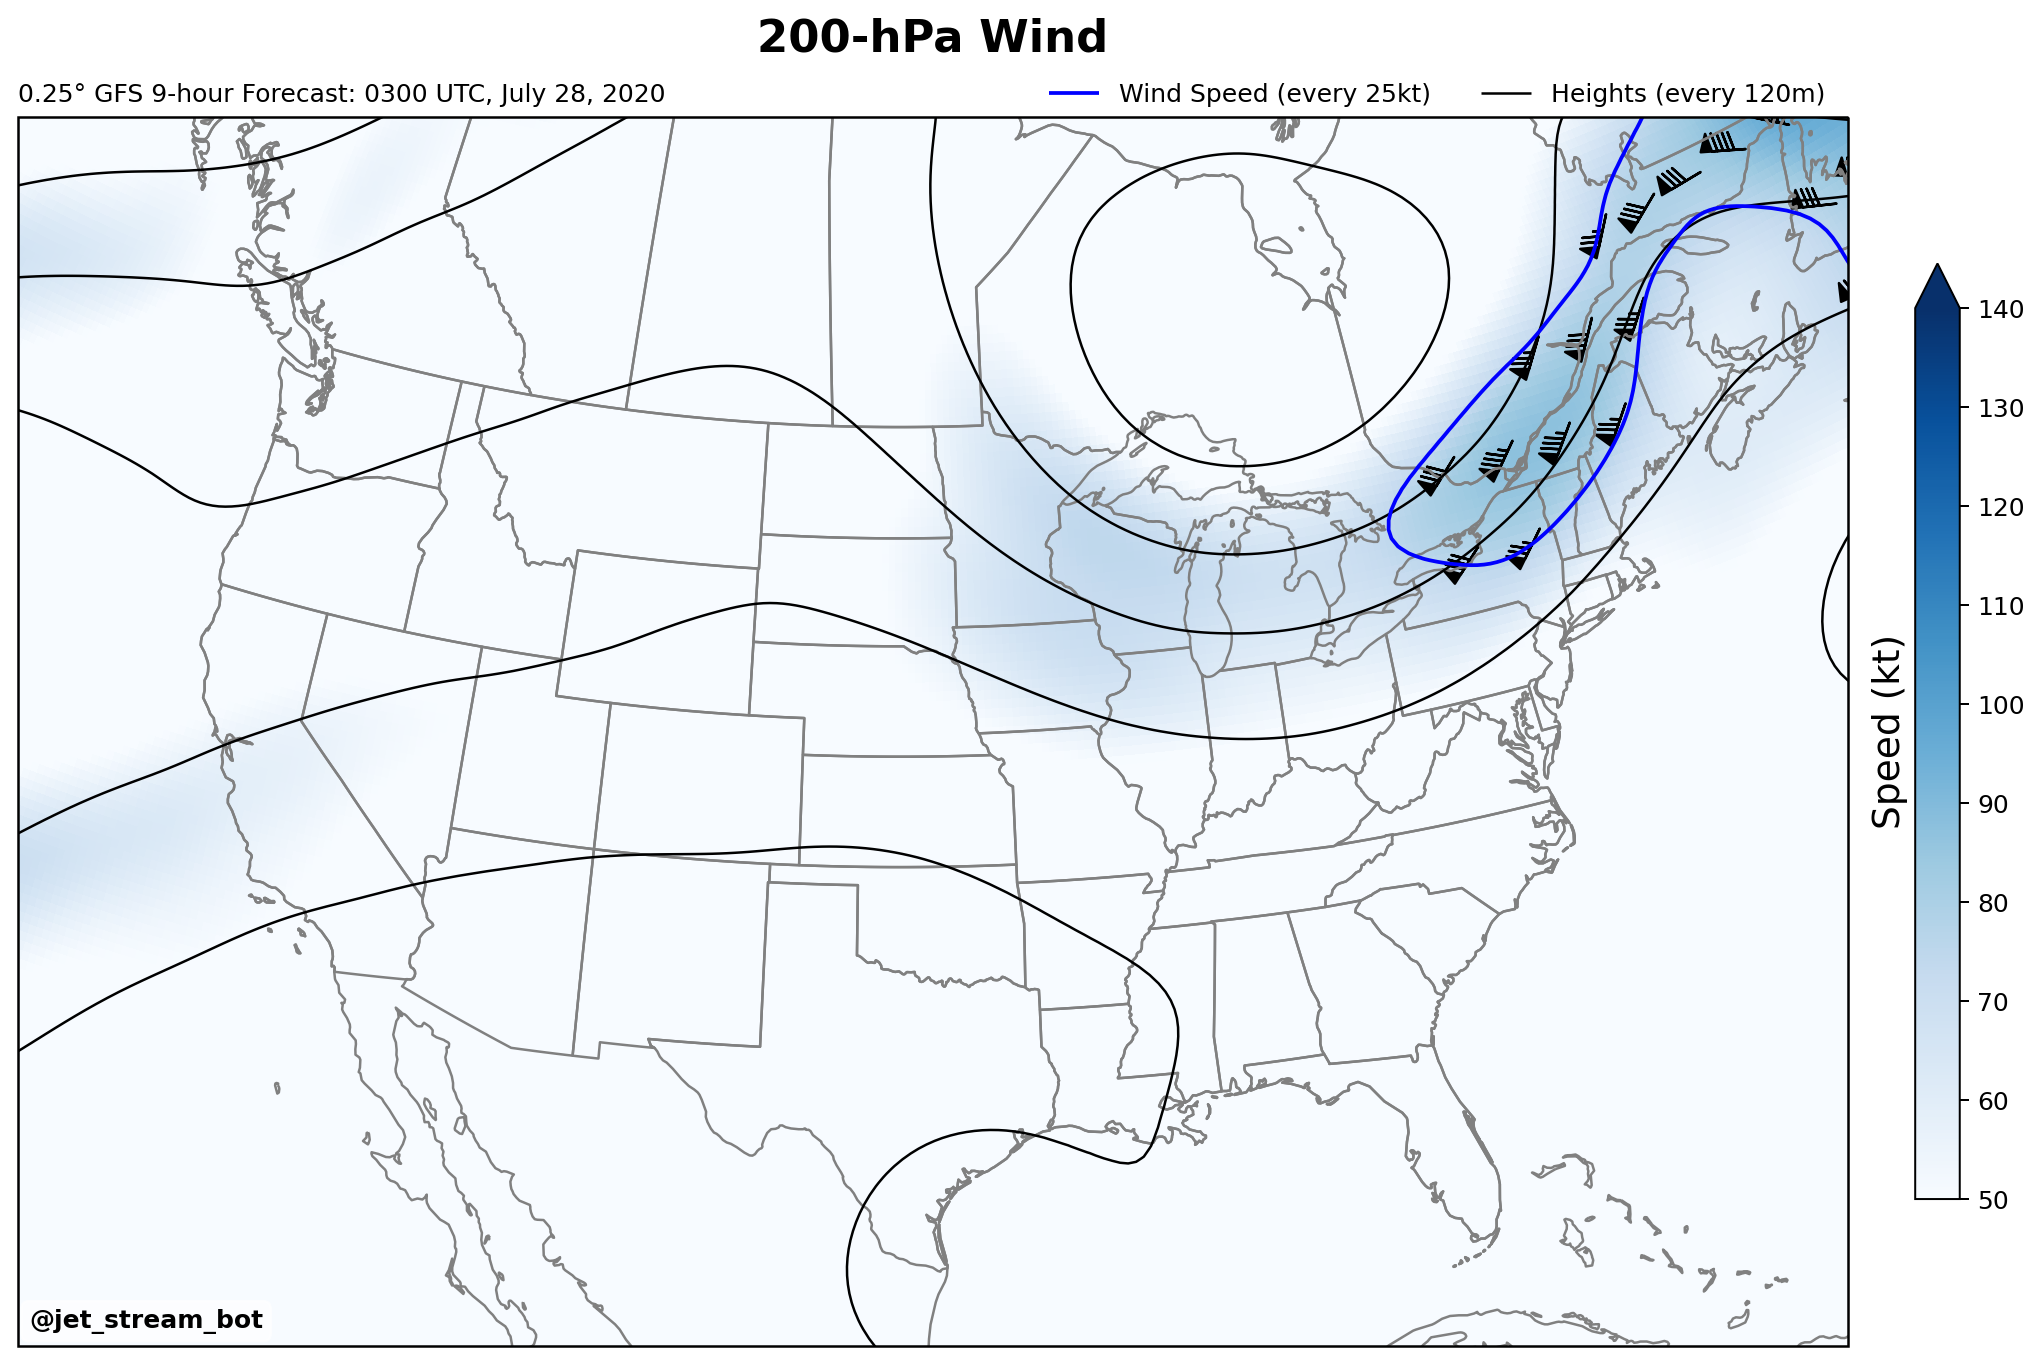 200-hPa Wind
0.25° GFS 9-hour Forecast: 0300 UTC, July 28, 2020
Wind Speed (every 25kt)
Heights (every 120m)
140
130
120
110
100
90
80
70
60
50
Speed (kt)
@jet_stream_bot